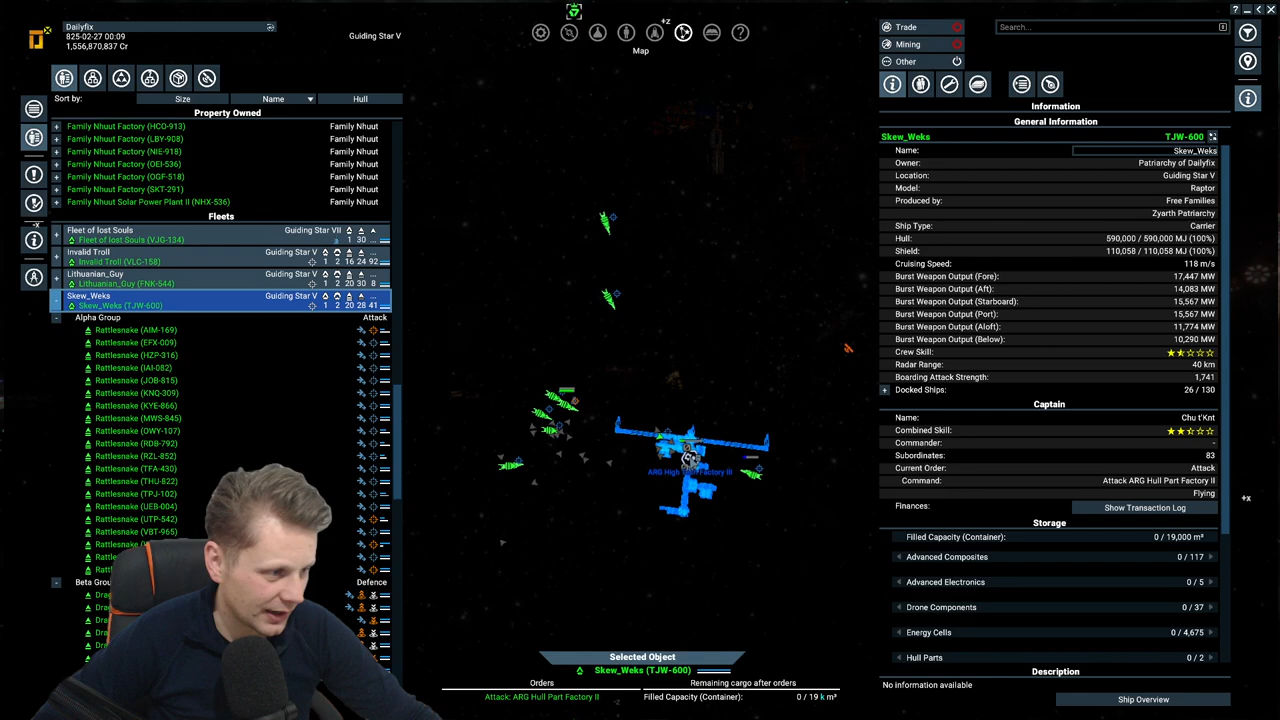 Dailyfix
825-02-27 00:09
1,556,870,837 Cr
Guiding Star V
+z
Map
Sort by:
Size
Name
Hull
Property Owned
Family Nhuut Factory (HCO-913) Family Nhuut
Family Nhuut Factory (LBY-908) Family Nhuut
Family Nhuut Factory (NIE-918) Family Nhuut
Family Nhuut Factory (OEI-536) Family Nhuut
Family Nhuut Factory (OGF-518) Family Nhuut
Family Nhuut Factory (SKT-291) Family Nhuut
Family Nhuut Solar Power Plant II (NHX-536) Family Nhuut
Fleets
Fleet of lost Souls Guiding Star VII
Fleet of lost Souls (VJG-134) 1 30 ...
Invalid Troll Guiding Star V
Invalid Troll (VLC-158) 1 2 16 24 92
Lithuanian_Guy Guiding Star V
Lithuanian_Guy (FNK-544) 1 2 20 30 8
Skew_Weks Guiding Star V ...
Skew_Weks (TJW-600) 1 2 20 28 41
Alpha Group Attack
Rattlesnake (AIM-169)
Rattlesnake (EFX-009)
Rattlesnake (HZP-316)
Rattlesnake (IAI-082)
Rattlesnake (JOB-815)
Rattlesnake (KNQ-309)
Rattlesnake (KYE-866)
Rattlesnake (MWS-845)
Rattlesnake (OWY-107)
Rattlesnake (RDB-792)
Rattlesnake (RZL-852)
Rattlesnake (TFA-430)
Rattlesnake (THU-822)
Rattlesnake (TPJ-102)
Rattlesnake (UEB-004)
Rattlesnake (UTP-542)
Rattlesnake (VBT-965)
Defence
-x
+x
Selected Object
Skew_Weks (TJW-600)
Orders
Remaining cargo after orders
Attack: ARG Hull Part Factory II
Filled Capacity (Container): 0 / 19 k m³
Trade
Mining
Other
Search...
Information
General Information
Skew_Weks TJW-600
Name: Skew_Weks
Owner: Patriarchy of Dailyfix
Location: Guiding Star V
Model: Raptor
Produced by: Free Families
Zyarth Patriarchy
Ship Type: Carrier
Hull: 590,000 / 590,000 MJ (100%)
Shield: 110,058 / 110,058 MJ (100%)
Cruising Speed: 118 m/s
Burst Weapon Output (Fore): 17,447 MW
Burst Weapon Output (Aft): 14,083 MW
Burst Weapon Output (Starboard): 15,567 MW
Burst Weapon Output (Port): 15,567 MW
Burst Weapon Output (Aloft): 11,774 MW
Burst Weapon Output (Below): 10,290 MW
Crew Skill:
Radar Range: 40 km
Boarding Attack Strength: 1,741
Docked Ships: 26 / 130
Captain
Name: Chu t'Knt
Combined Skill:
Commander: -
Subordinates: 83
Current Order: Attack
Command: Attack ARG Hull Part Factory II
Flying
Finances: Show Transaction Log
Storage
Filled Capacity (Container): 0 / 19,000 m³
Advanced Composites 0 / 117
Advanced Electronics 0 / 5
Drone Components 0 / 37
Energy Cells 0 / 4,675
Hull Parts 0 / 2
Description
No information available
Ship Overview